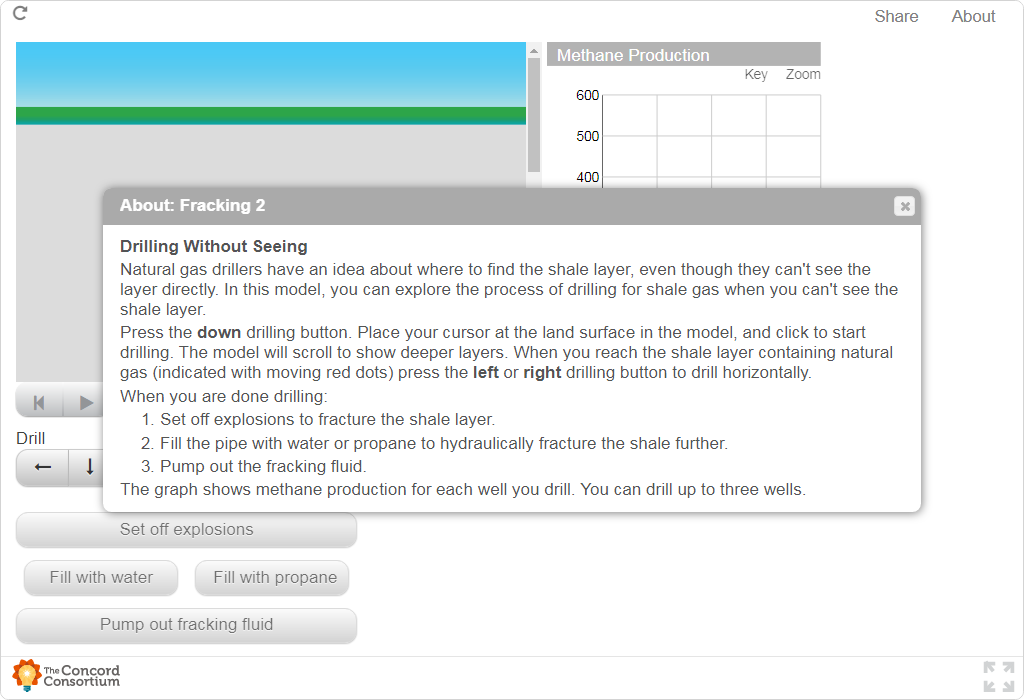 Share About
Methane Production
Key Zoom
600
500
400
About: Fracking 2
Drilling Without Seeing
Natural gas drillers have an idea about where to find the shale layer, even though they can't see the
layer directly. In this model, you can explore the process of drilling for shale gas when you can't see the
shale layer.
Press the down drilling button. Place your cursor at the land surface in the model, and click to start
drilling. The model will scroll to show deeper layers. When you reach the shale layer containing natural
gas (indicated with moving red dots) press the left or right drilling button to drill horizontally.
When you are done drilling:
1. Set off explosions to fracture the shale layer.
2. Fill the pipe with water or propane to hydraulically fracture the shale further.
3. Pump out the fracking fluid.
The graph shows methane production for each well you drill. You can drill up to three wells.
Drill
Set off explosions
Fill with water Fill with propane
Pump out fracking fluid
The Concord
Consortium